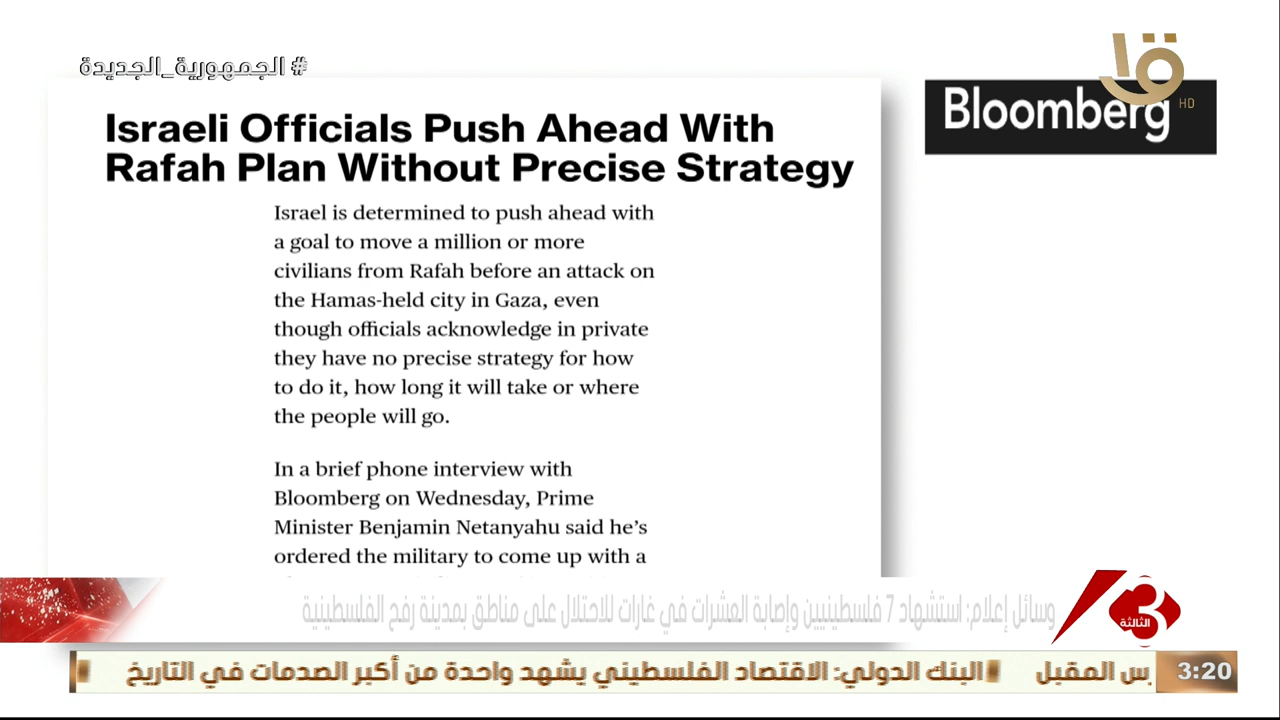 #الجمهورية_الجديدة
Bloomberg
HD
Israeli Officials Push Ahead With
Rafah Plan Without Precise Strategy
Israel is determined to push ahead with
a goal to move a million or more
civilians from Rafah before an attack on
the Hamas-held city in Gaza, even
though officials acknowledge in private
they have no precise strategy for how
to do it, how long it will take or where
the people will go.
In a brief phone interview with
Bloomberg on Wednesday, Prime
Minister Benjamin Netanyahu said he's
ordered the military to come up with a
وسائل إعلام: استشهاد 7 فلسطينيين وإصابة العشرات في غارات للاحتلال على مناطق بمدينة رفح الفلسطينية
3 الثالثة
المقبل البنك الدولي: الاقتصاد الفلسطيني يشهد واحدة من أكبر الصدمات في التاريخ
3:20